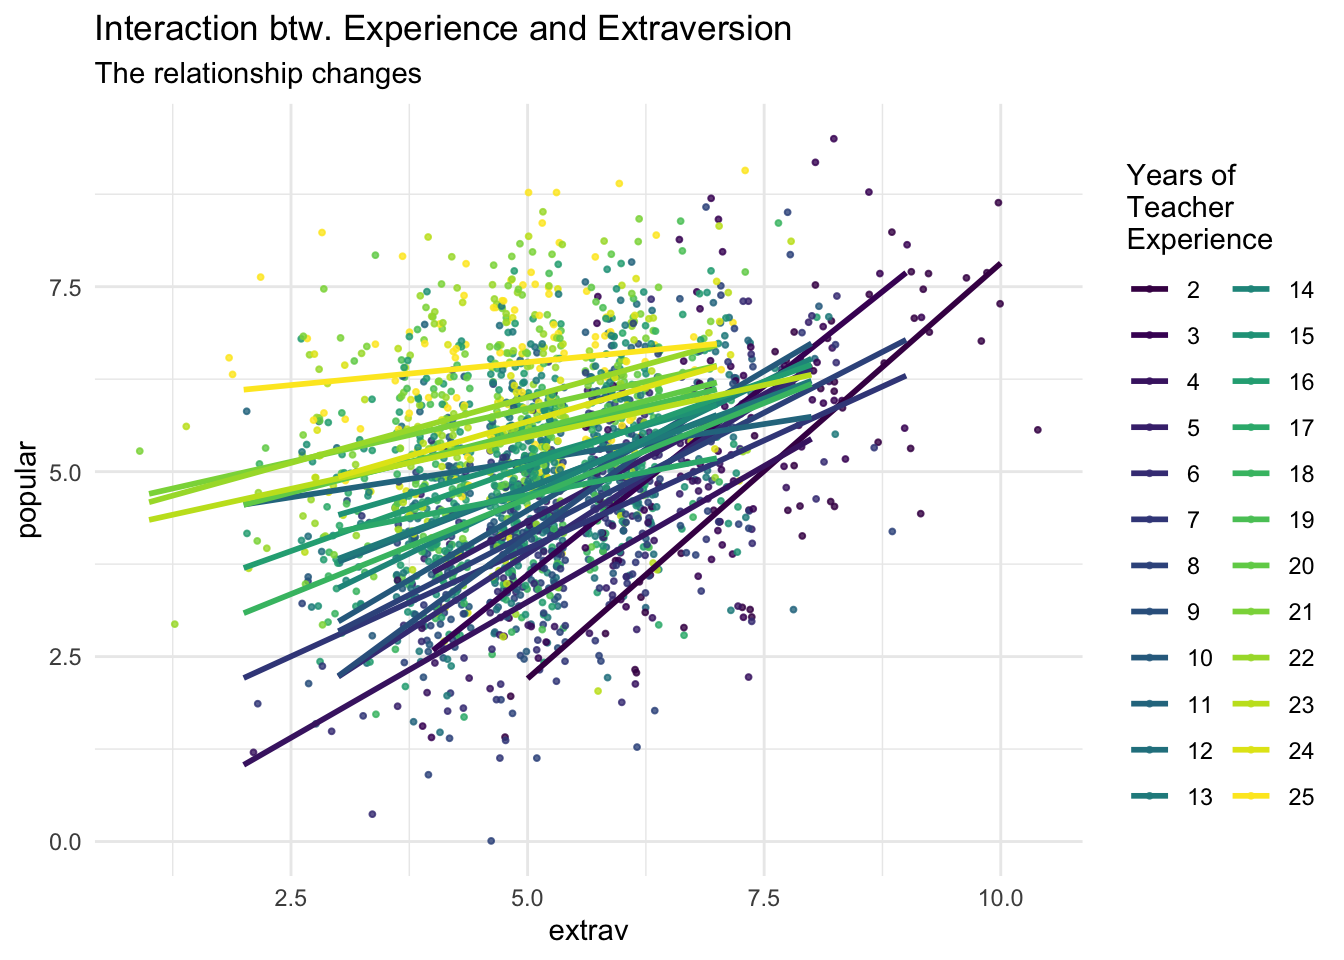 Interaction btw. Experience and Extraversion
The relationship changes
popular
7.5
5.0
2.5
0.0
2.5 5.0 7.5 10.0
extrav
Years of
Teacher
Experience
2 14
3 15
4 16
5 17
6 18
7 19
8 20
9 21
10 22
11 23
12 24
13 25